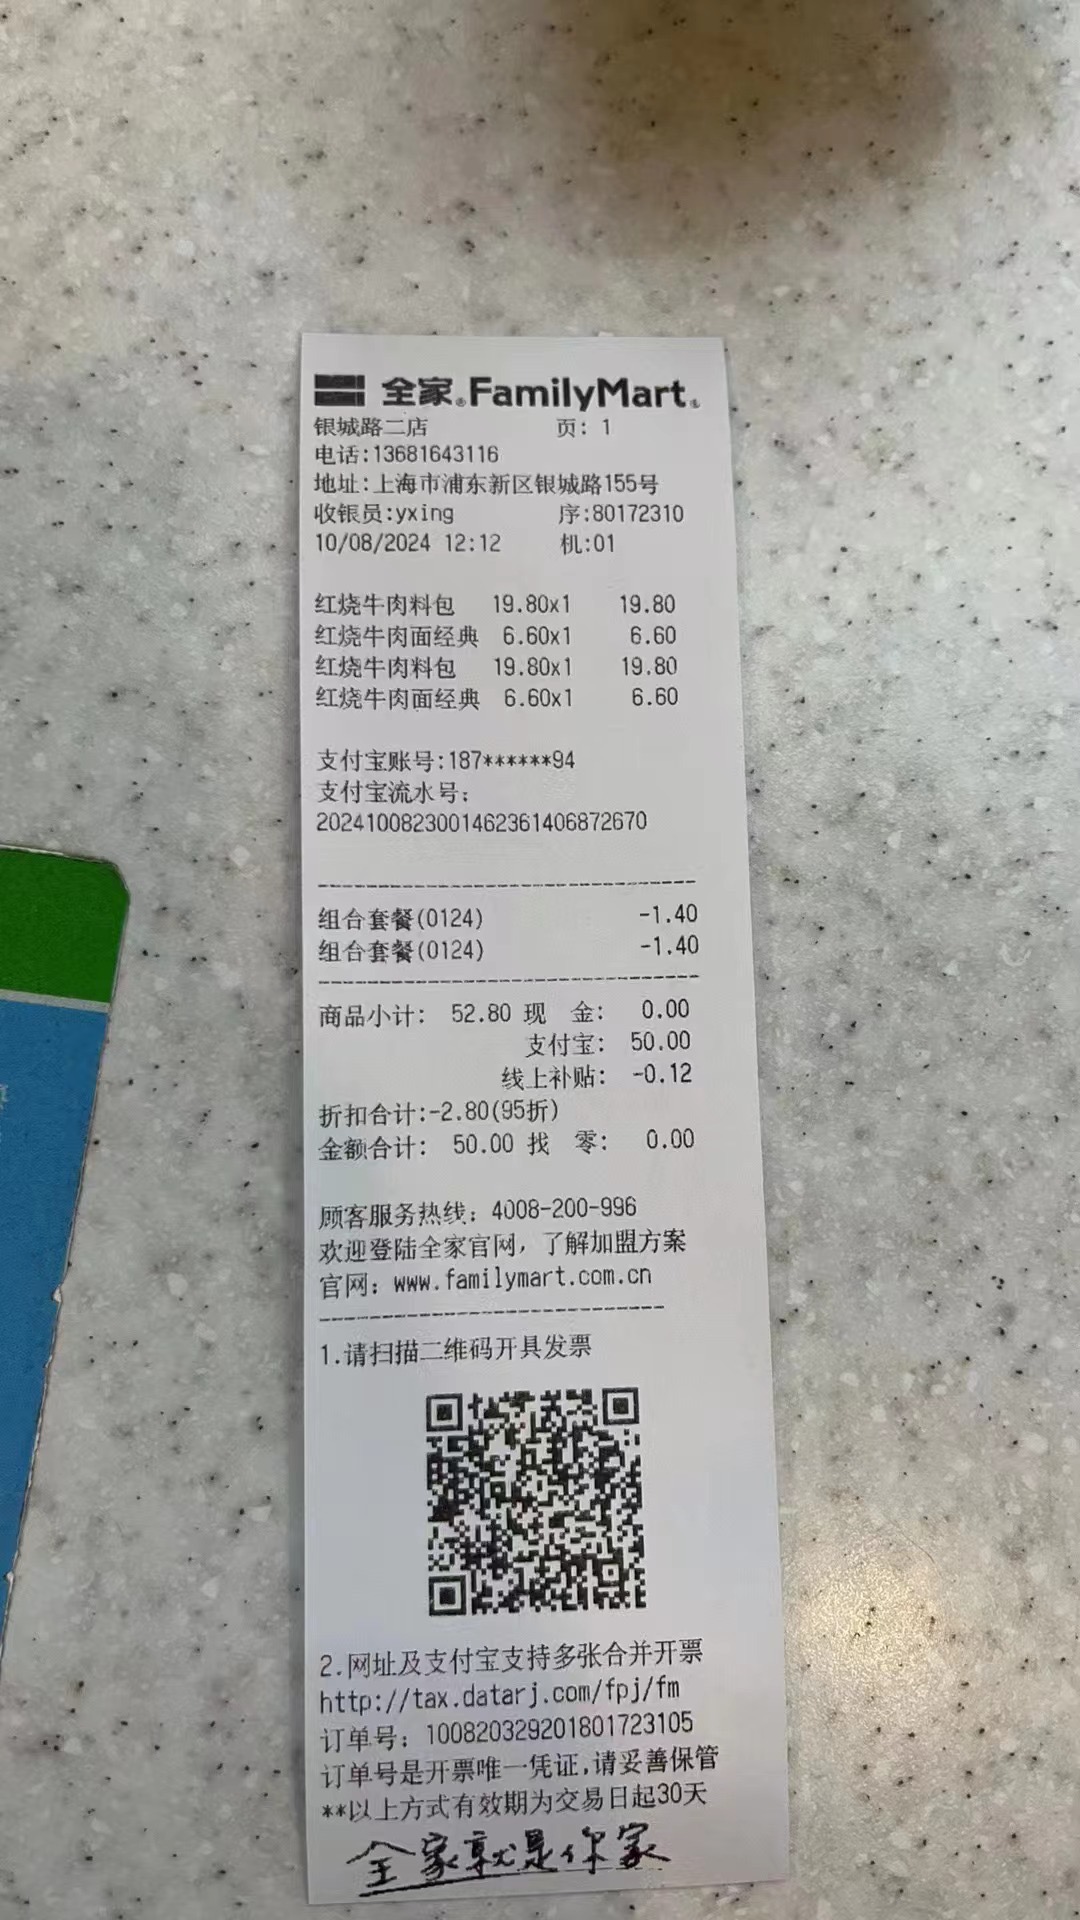 全家®FamilyMart
银城路二店 页: 1
电话:13681643116
地址:上海市浦东新区银城路155号
收银员:yxing 序:80172310
10/08/2024 12:12 机:01
红烧牛肉料包 19.80x1 19.80
红烧牛肉面经典 6.60x1 6.60
红烧牛肉料包 19.80x1 19.80
红烧牛肉面经典 6.60x1 6.60
支付宝账号:187******94
支付宝流水号:
2024100823001462361406872670
组合套餐(0124) -1.40
组合套餐(0124) -1.40
商品小计: 52.80 现 金: 0.00
支付宝: 50.00
线上补贴: -0.12
折扣合计:-2.80(95折)
金额合计: 50.00 找 零: 0.00
顾客服务热线: 4008-200-996
欢迎登陆全家官网, 了解加盟方案
官网: www.familymart.com.cn
1.请扫描二维码开具发票
2.网址及支付宝支持多张合并开票
http://tax.datarj.com/fpj/fm
订单号: 100820329201801723105
订单号是开票唯一凭证,请妥善保管
**以上方式有效期为交易日起30天
全家就是你家